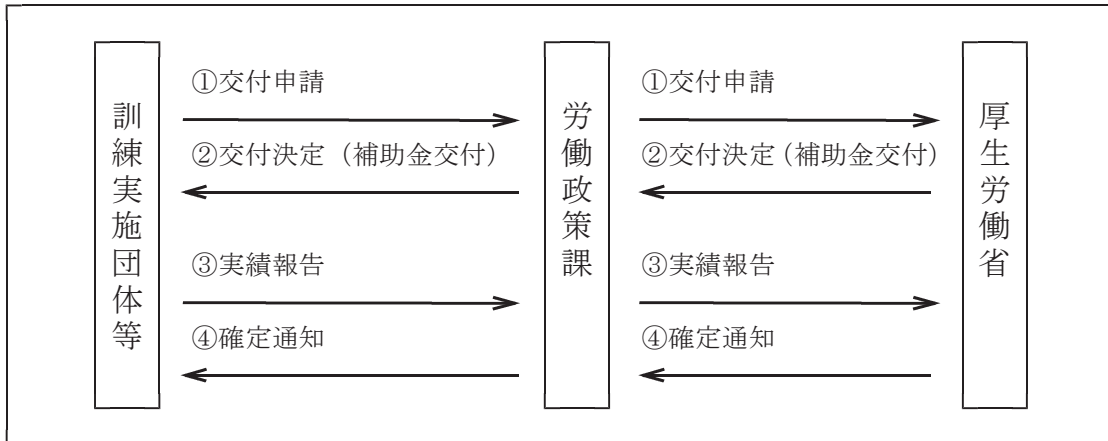 訓練実施団体等
①交付申請
②交付決定（補助金交付）
③実績報告
④確定通知
労働政策課
①交付申請
②交付決定（補助金交付）
③実績報告
④確定通知
厚生労働省